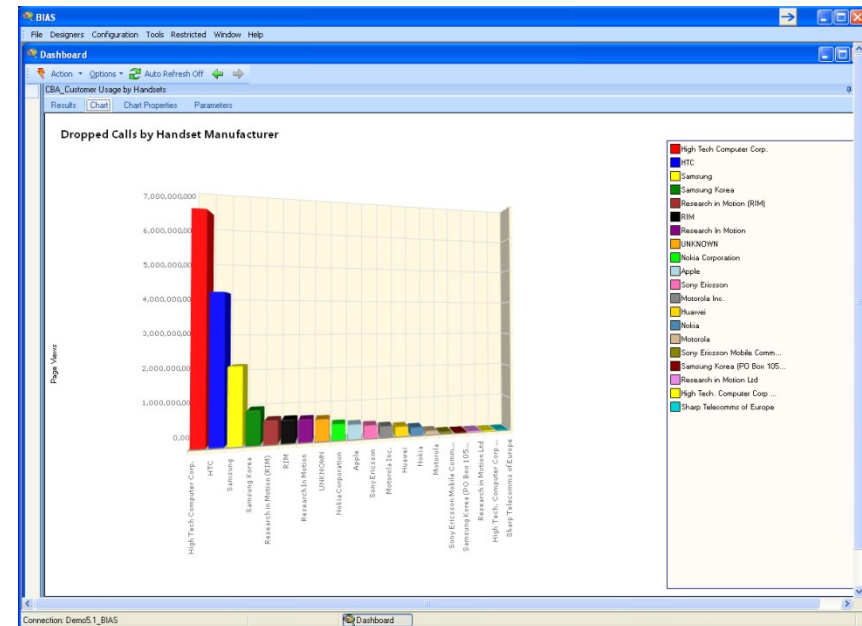 BIAS
File Designers Configuration Tools Restricted Window Help
Dashboard
Action Options Auto Refresh Off
CBA_Customer Usage by Handsets
Results Chart Chart Properties Parameters
Dropped Calls by Handset Manufacturer
7,000,000,000
6,000,000,00
5,000,000,00
4,000,000,00
3,000,000,00
2,000,000,00
1,000,000,00
0.00
Page Views
High Tech Computer Corp.
HTC
Samsung
Samsung Korea
Research in Motion (RIM)
RIM
Research In Motion
UNKNOWN
Nokia Corporation
Apple
Sony Ericsson
Motorola Inc.
Huawei
Nokia
Motorola
Sony Ericsson Mobile Comm...
Samsung Korea (PO Box 105...
Research in Motion Ltd
High Tech. Computer Corp ...
Sharp Telecomms of Europe
High Tech Computer Corp.
HTC
Samsung
Samsung Korea
Research in Motion (RIM)
RIM
Research In Motion
UNKNOWN
Nokia Corporation
Apple
Sony Ericsson
Motorola Inc.
Huawei
Nokia
Motorola
Sony Ericsson Mobile Comm...
Samsung Korea (PO Box 105...
Research in Motion Ltd
High Tech. Computer Corp ...
Sharp Telecomms of Europe
Connection: Demo5.1_BIAS
Dashboard